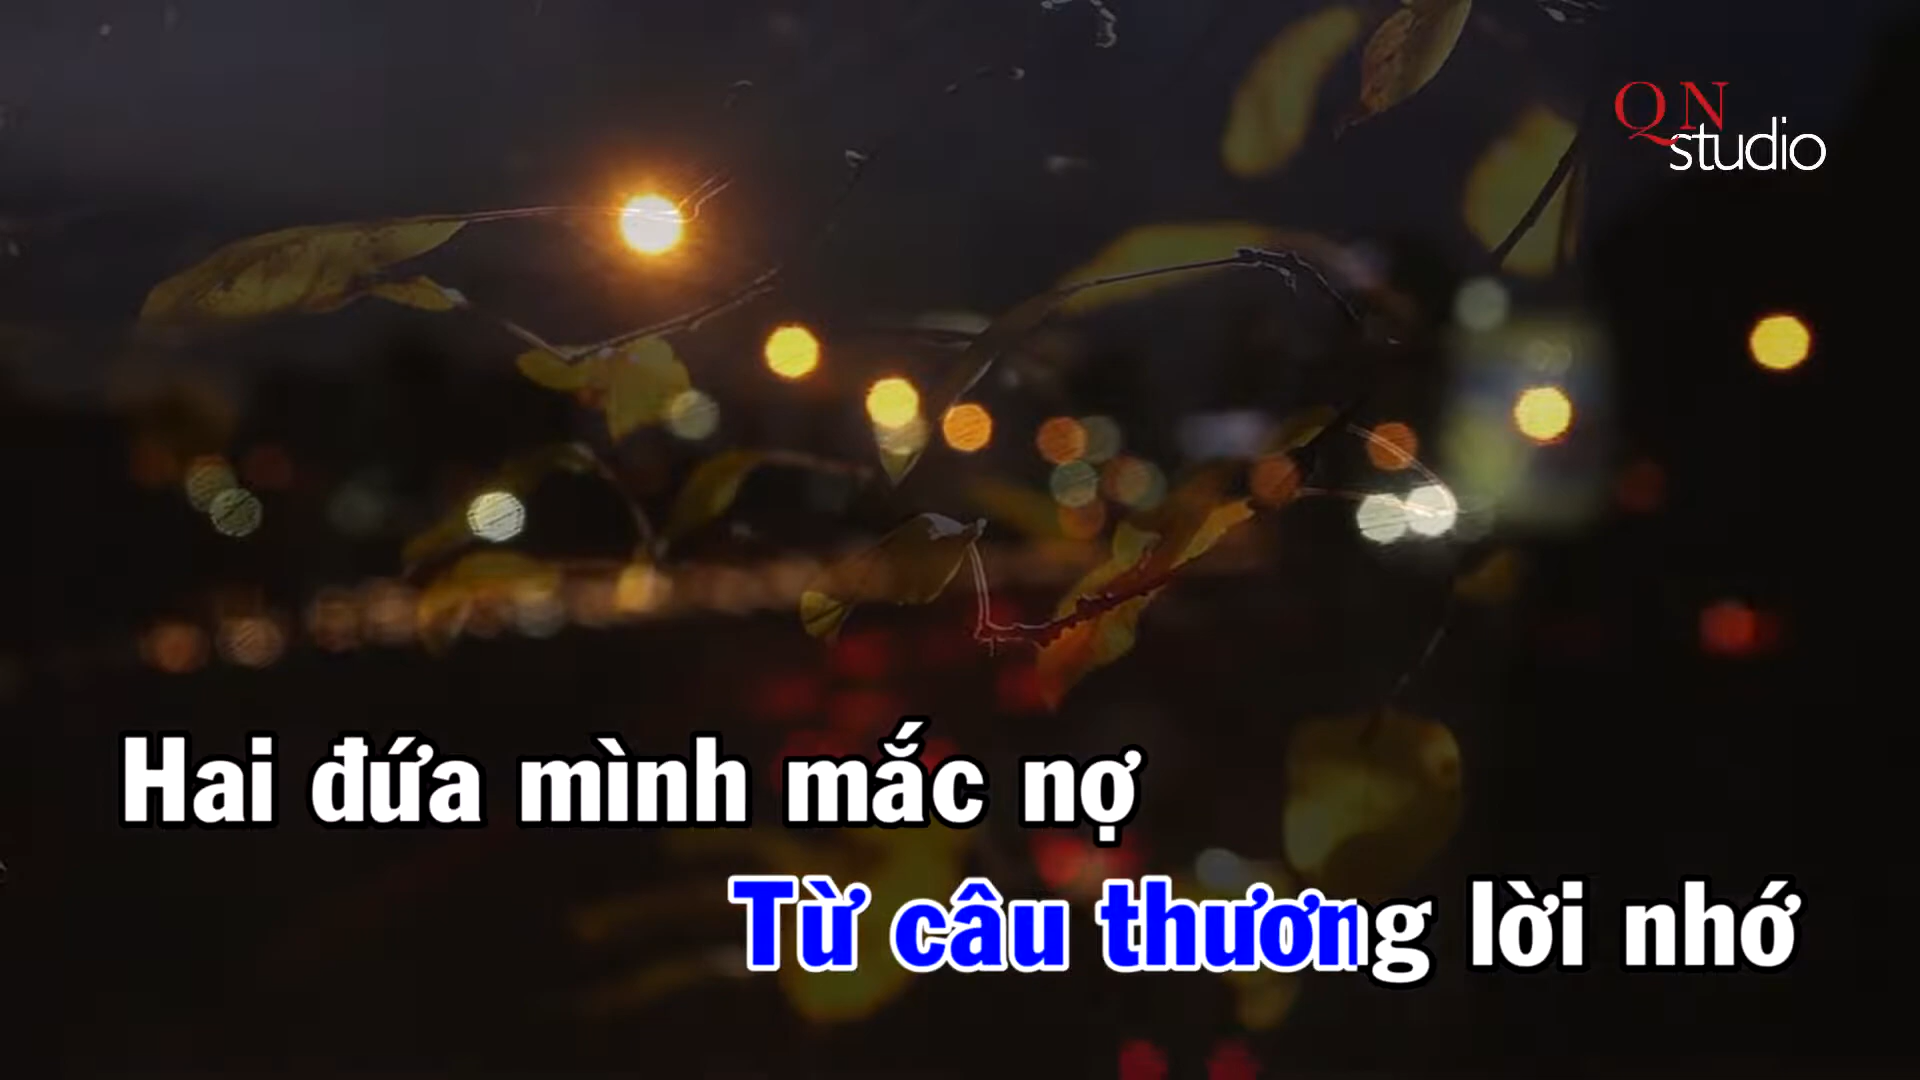 QN
studio
Hai đứa mình mắc nợ
Từ câu thương lời nhớ